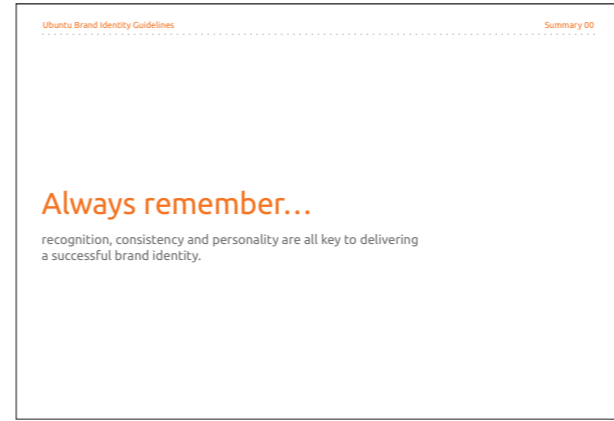 Ubuntu Brand Identity Guidelines
Summary 00
Always remember…
recognition, consistency and personality are all key to delivering
a successful brand identity.